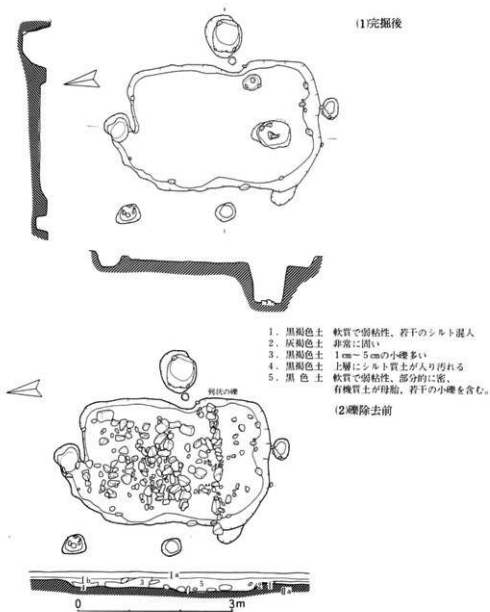 (1)完掘後
1. 黒褐色土 軟質で弱粘性、若干のシルト混入
2. 灰褐色土 非常に固い
3. 黒褐色土 1cm〜5cmの小礫多い
4. 黒褐色土 上層にシルト質土が入り汚れる
5. 黒色土 軟質で弱粘性、部分的に密、
有機質土が母胎、若干の小礫を含む。
(2)礫除去前
列状の礫
a
b
3
5
2
a
0 3m